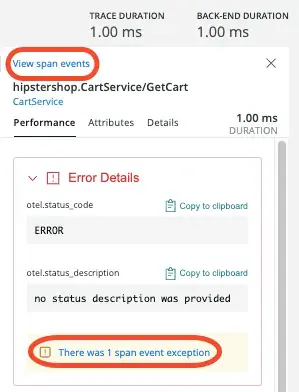 TRACE DURATION BACK-END DURATION
1.00 ms 1.00 ms
View span events
hipstershop.CartService/GetCart
CartService
Performance Attributes Details 1.00 ms
DURATION
Error Details
otel.status_code Copy to clipboard
ERROR
otel.status_description Copy to clipboard
no status description was provided
There was 1 span event exception